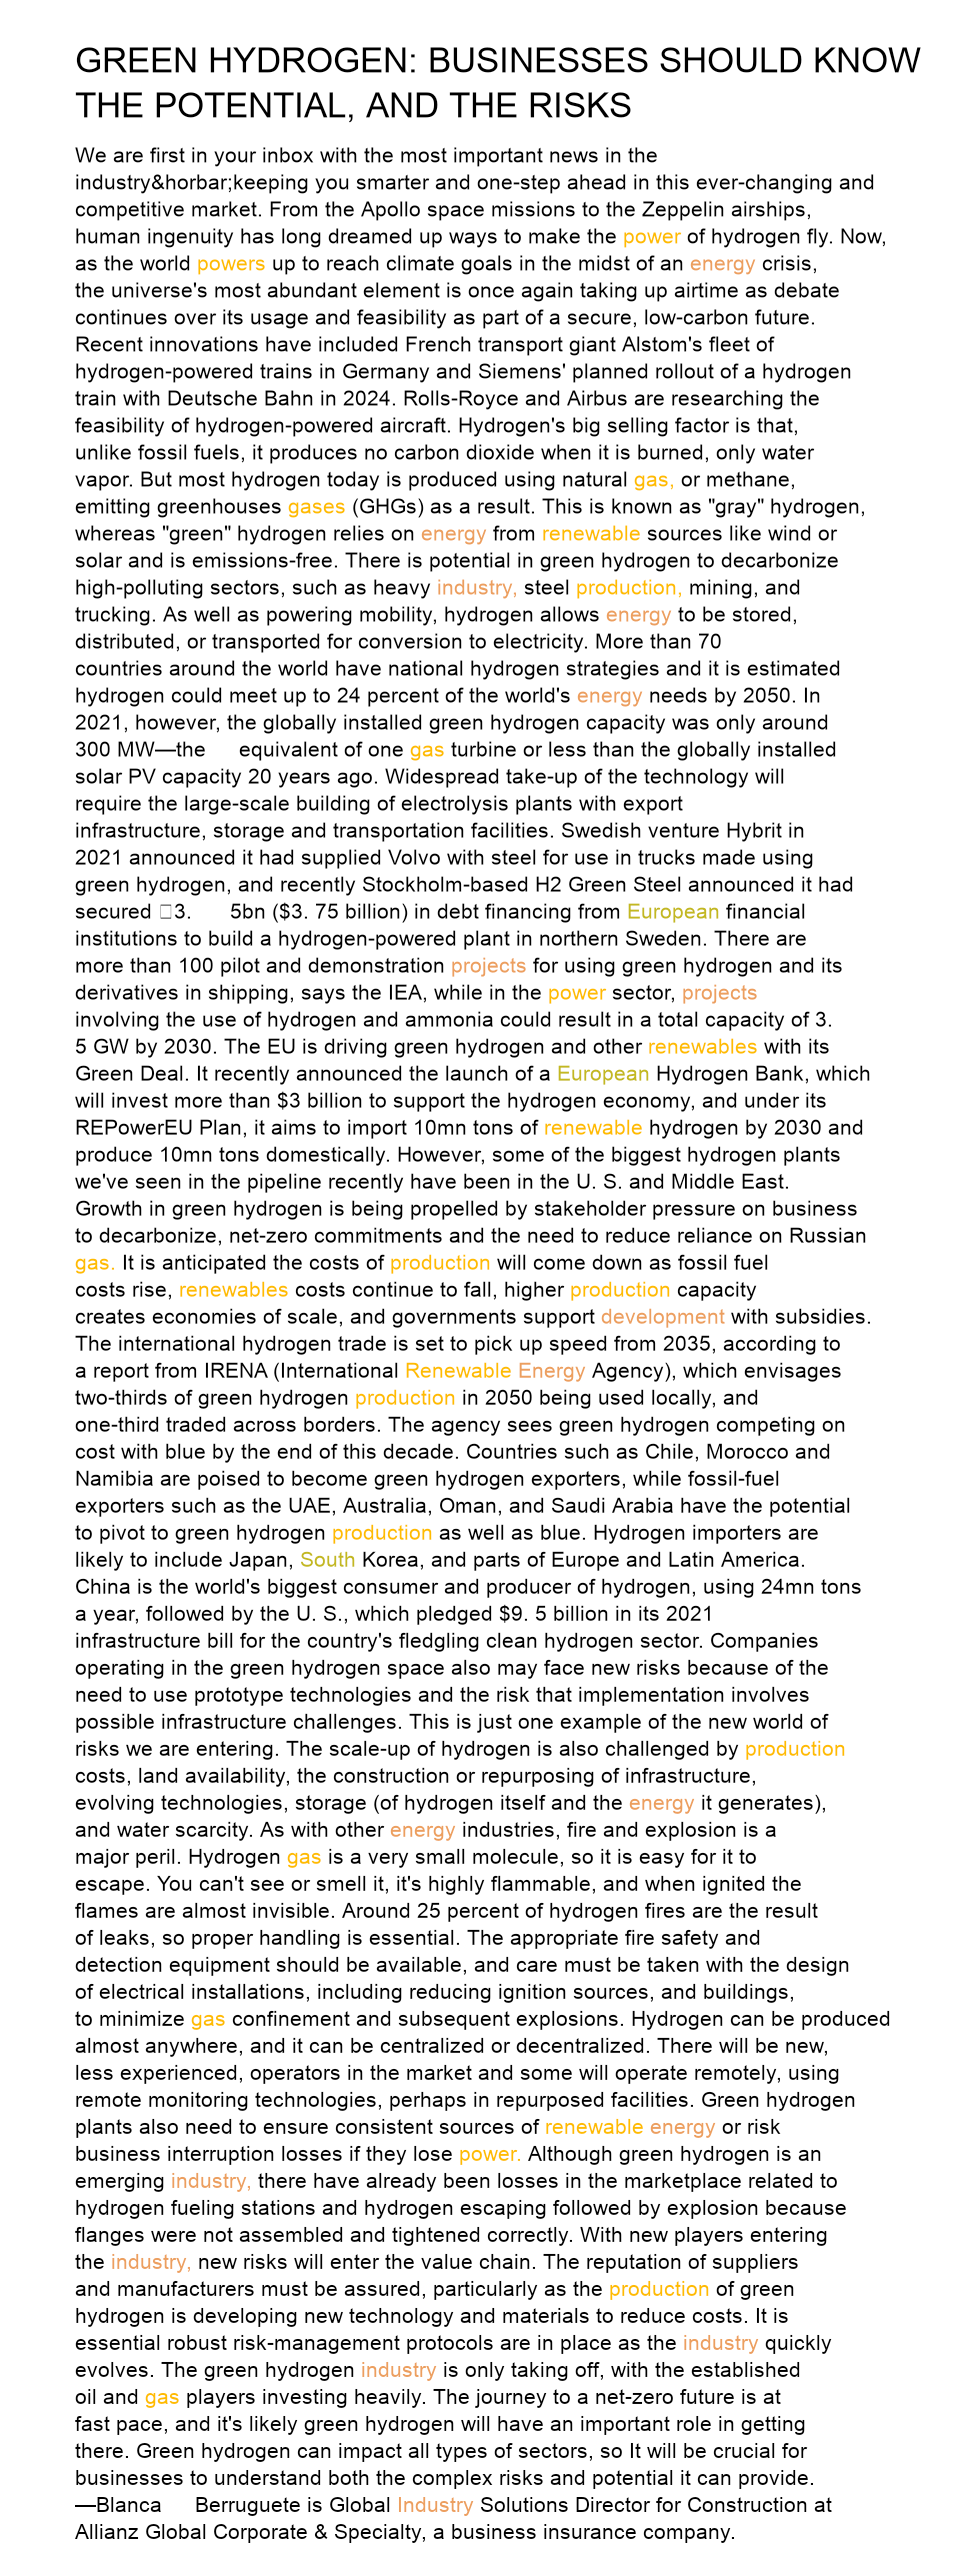 GREEN HYDROGEN: BUSINESSES SHOULD KNOW
THE POTENTIAL, AND THE RISKS
We are first in your inbox with the most important news in the
industry&horbar;keeping you smarter and one-step ahead in this ever-changing and
competitive market. From the Apollo space missions to the Zeppelin airships,
human ingenuity has long dreamed up ways to make the power of hydrogen fly. Now,
as the world powers up to reach climate goals in the midst of an energy crisis,
the universe's most abundant element is once again taking up airtime as debate
continues over its usage and feasibility as part of a secure, low-carbon future.
Recent innovations have included French transport giant Alstom's fleet of
hydrogen-powered trains in Germany and Siemens' planned rollout of a hydrogen
train with Deutsche Bahn in 2024. Rolls-Royce and Airbus are researching the
feasibility of hydrogen-powered aircraft. Hydrogen's big selling factor is that,
unlike fossil fuels, it produces no carbon dioxide when it is burned, only water
vapor. But most hydrogen today is produced using natural gas, or methane,
emitting greenhouses gases (GHGs) as a result. This is known as "gray" hydrogen,
whereas "green" hydrogen relies on energy from renewable sources like wind or
solar and is emissions-free. There is potential in green hydrogen to decarbonize
high-polluting sectors, such as heavy industry, steel production, mining, and
trucking. As well as powering mobility, hydrogen allows energy to be stored,
distributed, or transported for conversion to electricity. More than 70
countries around the world have national hydrogen strategies and it is estimated
hydrogen could meet up to 24 percent of the world's energy needs by 2050. In
2021, however, the globally installed green hydrogen capacity was only around
300 MW—the equivalent of one gas turbine or less than the globally installed
solar PV capacity 20 years ago. Widespread take-up of the technology will
require the large-scale building of electrolysis plants with export
infrastructure, storage and transportation facilities. Swedish venture Hybrit in
2021 announced it had supplied Volvo with steel for use in trucks made using
green hydrogen, and recently Stockholm-based H2 Green Steel announced it had
secured □3. 5bn ($3. 75 billion) in debt financing from European financial
institutions to build a hydrogen-powered plant in northern Sweden. There are
more than 100 pilot and demonstration projects for using green hydrogen and its
derivatives in shipping, says the IEA, while in the power sector, projects
involving the use of hydrogen and ammonia could result in a total capacity of 3.
5 GW by 2030. The EU is driving green hydrogen and other renewables with its
Green Deal. It recently announced the launch of a European Hydrogen Bank, which
will invest more than $3 billion to support the hydrogen economy, and under its
REPowerEU Plan, it aims to import 10mn tons of renewable hydrogen by 2030 and
produce 10mn tons domestically. However, some of the biggest hydrogen plants
we've seen in the pipeline recently have been in the U. S. and Middle East.
Growth in green hydrogen is being propelled by stakeholder pressure on business
to decarbonize, net-zero commitments and the need to reduce reliance on Russian
gas. It is anticipated the costs of production will come down as fossil fuel
costs rise, renewables costs continue to fall, higher production capacity
creates economies of scale, and governments support development with subsidies.
The international hydrogen trade is set to pick up speed from 2035, according to
a report from IRENA (International Renewable Energy Agency), which envisages
two-thirds of green hydrogen production in 2050 being used locally, and
one-third traded across borders. The agency sees green hydrogen competing on
cost with blue by the end of this decade. Countries such as Chile, Morocco and
Namibia are poised to become green hydrogen exporters, while fossil-fuel
exporters such as the UAE, Australia, Oman, and Saudi Arabia have the potential
to pivot to green hydrogen production as well as blue. Hydrogen importers are
likely to include Japan, South Korea, and parts of Europe and Latin America.
China is the world's biggest consumer and producer of hydrogen, using 24mn tons
a year, followed by the U. S., which pledged $9. 5 billion in its 2021
infrastructure bill for the country's fledgling clean hydrogen sector. Companies
operating in the green hydrogen space also may face new risks because of the
need to use prototype technologies and the risk that implementation involves
possible infrastructure challenges. This is just one example of the new world of
risks we are entering. The scale-up of hydrogen is also challenged by production
costs, land availability, the construction or repurposing of infrastructure,
evolving technologies, storage (of hydrogen itself and the energy it generates),
and water scarcity. As with other energy industries, fire and explosion is a
major peril. Hydrogen gas is a very small molecule, so it is easy for it to
escape. You can't see or smell it, it's highly flammable, and when ignited the
flames are almost invisible. Around 25 percent of hydrogen fires are the result
of leaks, so proper handling is essential. The appropriate fire safety and
detection equipment should be available, and care must be taken with the design
of electrical installations, including reducing ignition sources, and buildings,
to minimize gas confinement and subsequent explosions. Hydrogen can be produced
almost anywhere, and it can be centralized or decentralized. There will be new,
less experienced, operators in the market and some will operate remotely, using
remote monitoring technologies, perhaps in repurposed facilities. Green hydrogen
plants also need to ensure consistent sources of renewable energy or risk
business interruption losses if they lose power. Although green hydrogen is an
emerging industry, there have already been losses in the marketplace related to
hydrogen fueling stations and hydrogen escaping followed by explosion because
flanges were not assembled and tightened correctly. With new players entering
the industry, new risks will enter the value chain. The reputation of suppliers
and manufacturers must be assured, particularly as the production of green
hydrogen is developing new technology and materials to reduce costs. It is
essential robust risk-management protocols are in place as the industry quickly
evolves. The green hydrogen industry is only taking off, with the established
oil and gas players investing heavily. The journey to a net-zero future is at
fast pace, and it's likely green hydrogen will have an important role in getting
there. Green hydrogen can impact all types of sectors, so It will be crucial for
businesses to understand both the complex risks and potential it can provide.
—Blanca Berruguete is Global Industry Solutions Director for Construction at
Allianz Global Corporate & Specialty, a business insurance company.